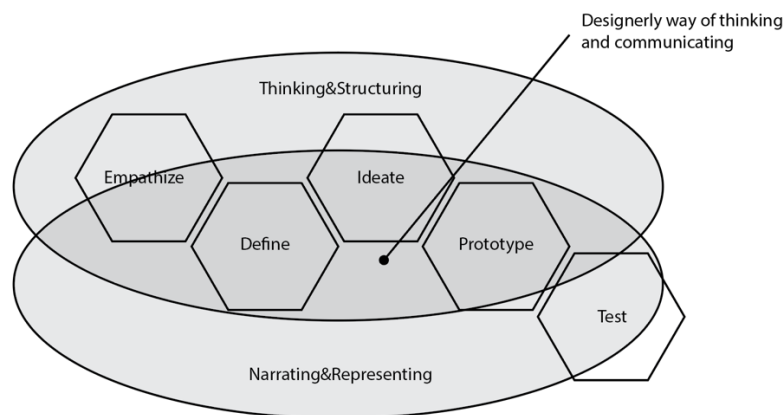 Designerly way of thinking
and communicating
Thinking&Structuring
Empathize
Ideate
Define
Prototype
Test
Narrating&Representing